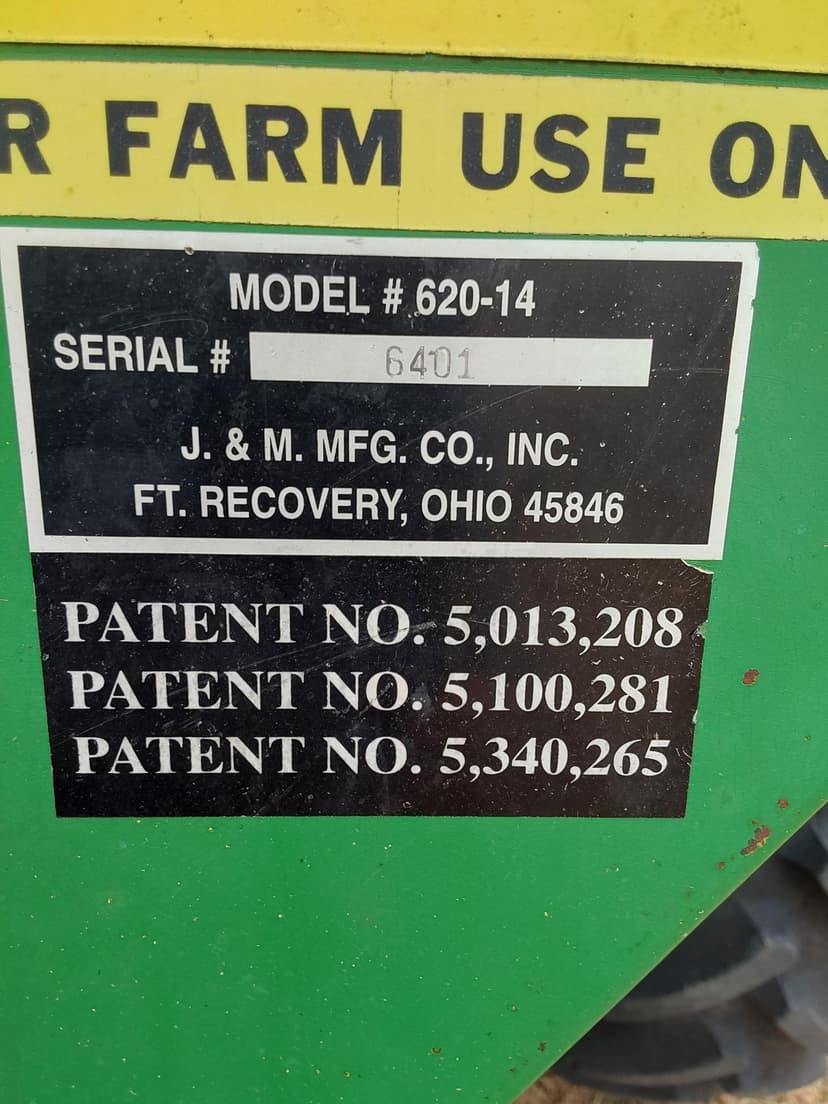 R FARM USE ON
MODEL # 620-14
SERIAL # 6401
J. & M. MFG. CO., INC.
FT. RECOVERY, OHIO 45846
PATENT NO. 5,013,208
PATENT NO. 5,100,281
PATENT NO. 5,340,265